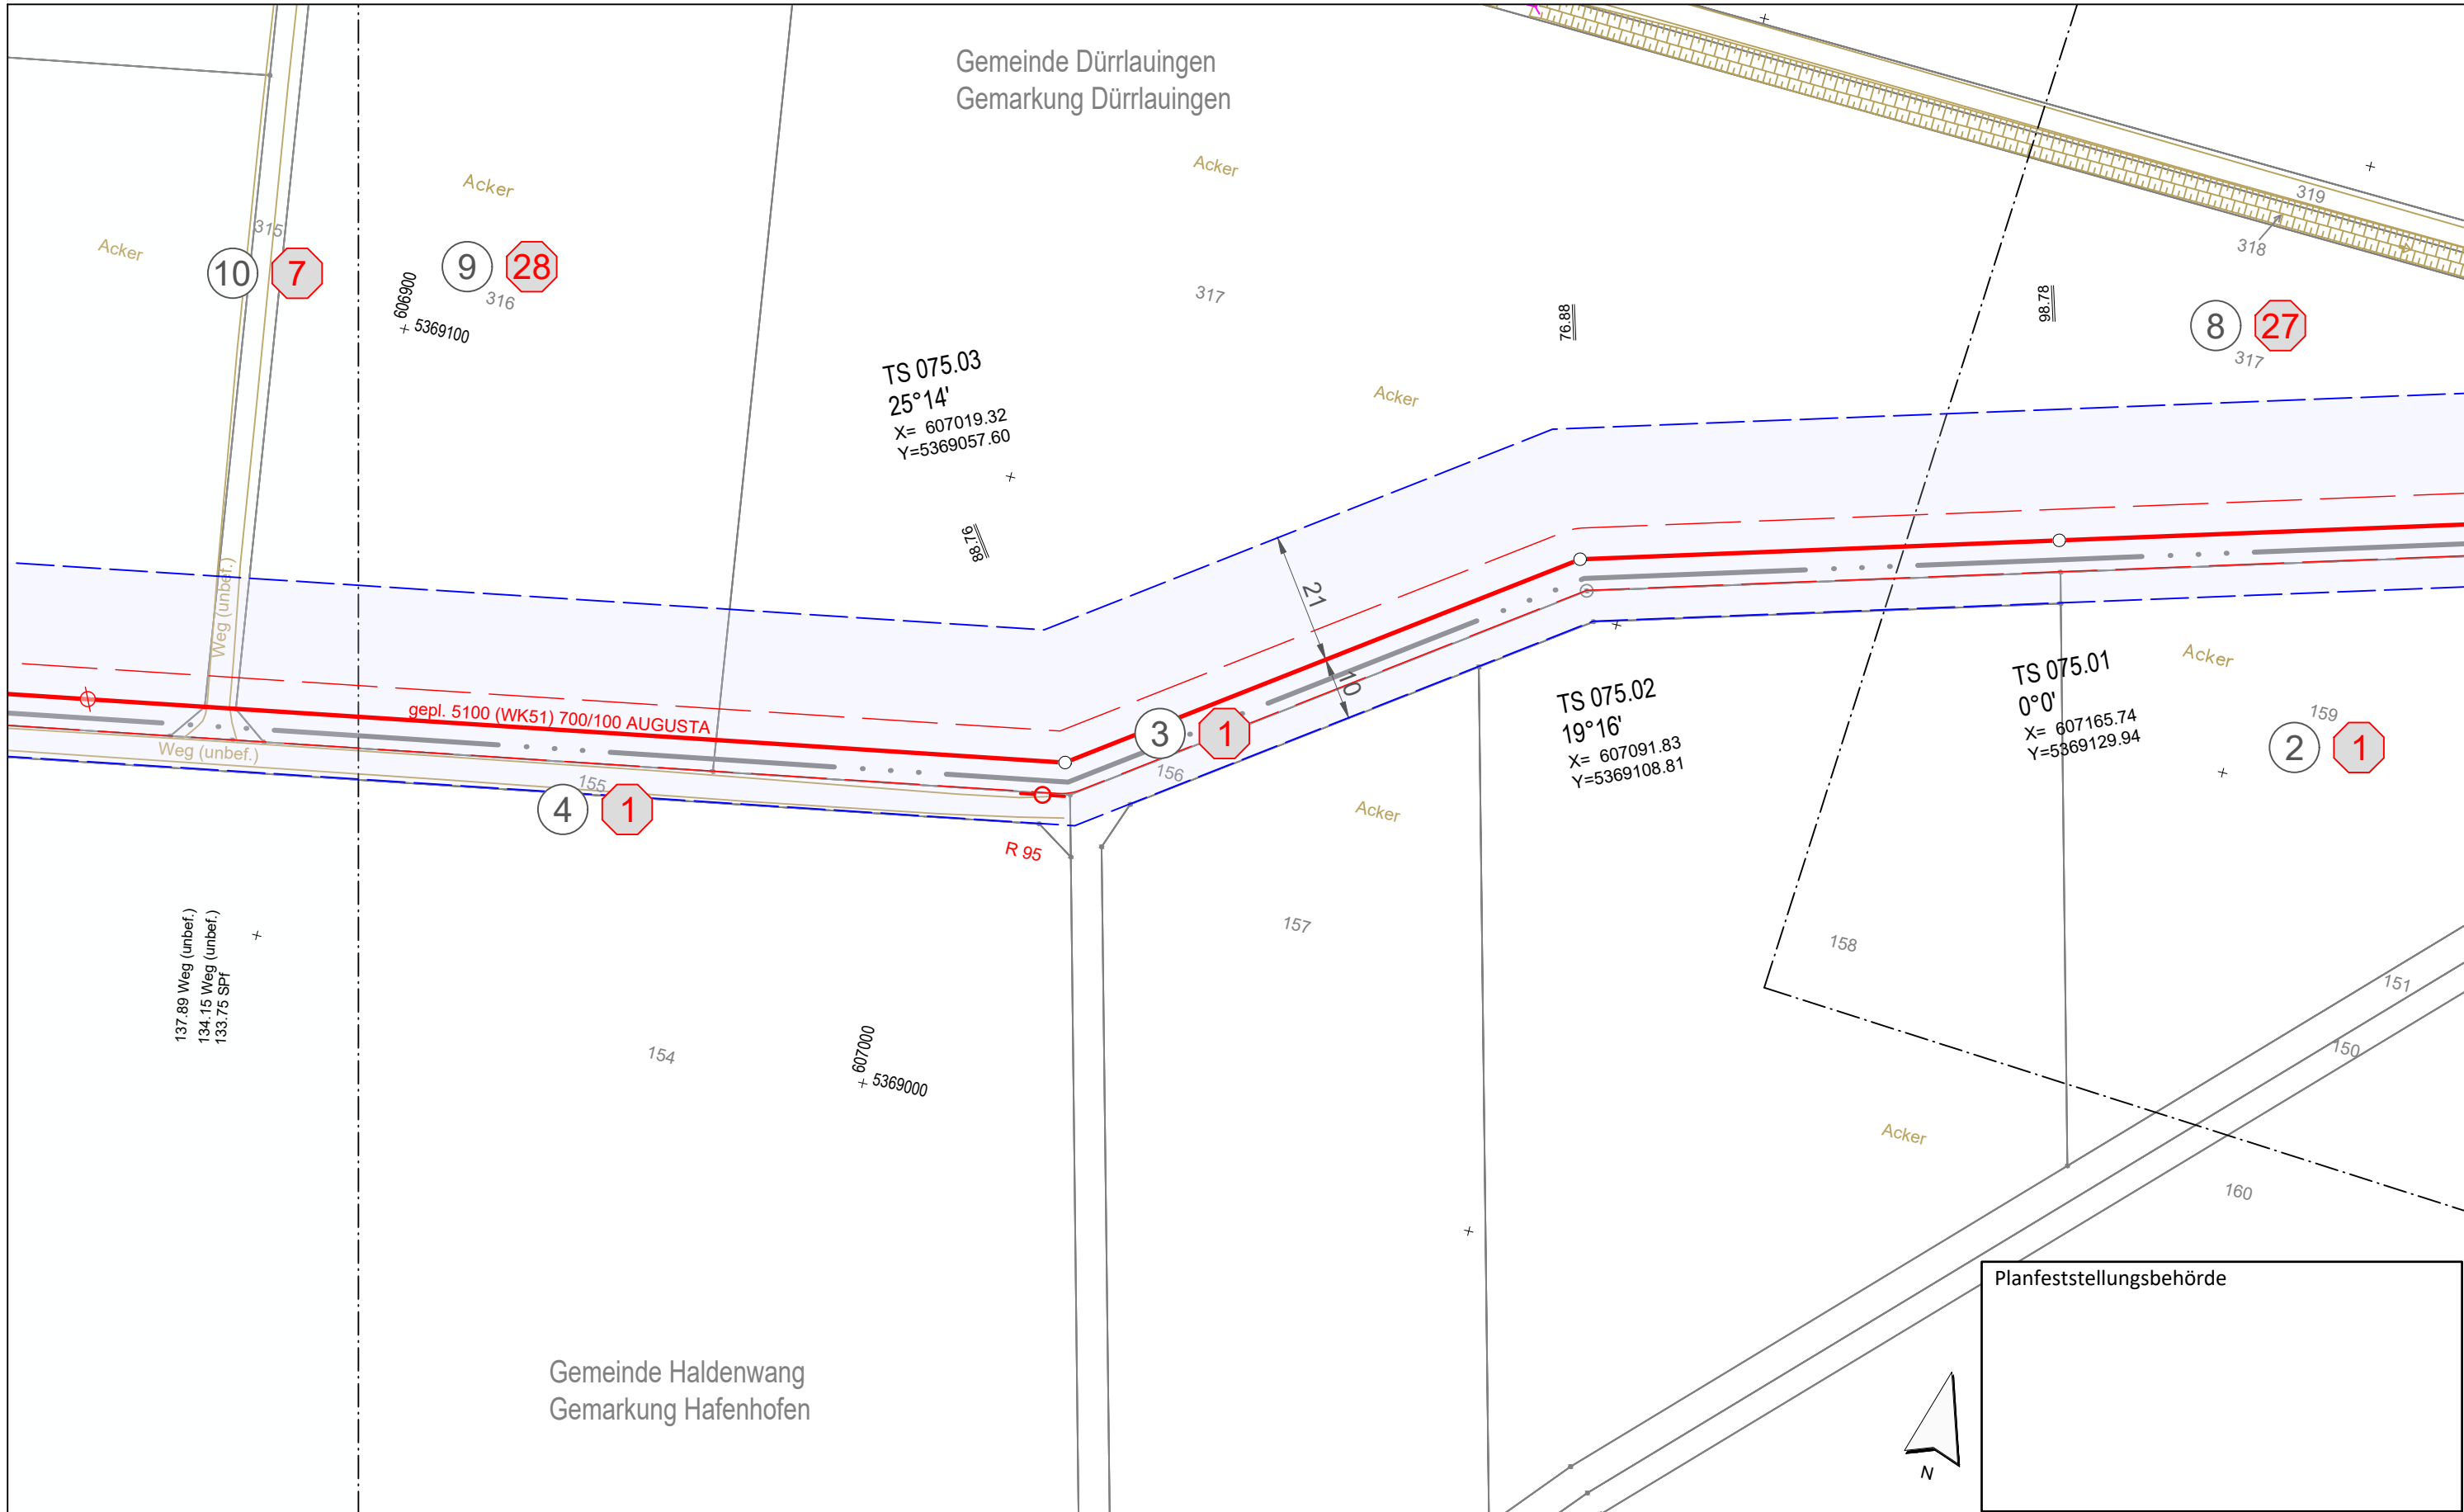 Gemeinde Dürrlauingen
Gemarkung Dürrlauingen
Acker
Acker
Acker
315
10
7
9
28
316
606900
5369100
317
319
318
76.88
98.78
8
27
317
TS 075.03
25°14'
X= 607019.32
Y=5369057.60
Acker
88.76
Weg (unbef.)
21
10
gepl. 5100 (WK51) 700/100 AUGUSTA
Weg (unbef.)
3
1
156
155
4
1
R 95
TS 075.02
19°16'
X= 607091.83
Y=5369108.81
TS 075.01
0°0'
X= 607165.74
Y=5369129.94
Acker
159
2
1
Acker
157
158
151
150
137.89 Weg (unbef.)
134.15 Weg (unbef.)
133.75 SPf
154
607000
5369000
Acker
160
Planfeststellungsbehörde
Gemeinde Haldenwang
Gemarkung Hafenhofen
N